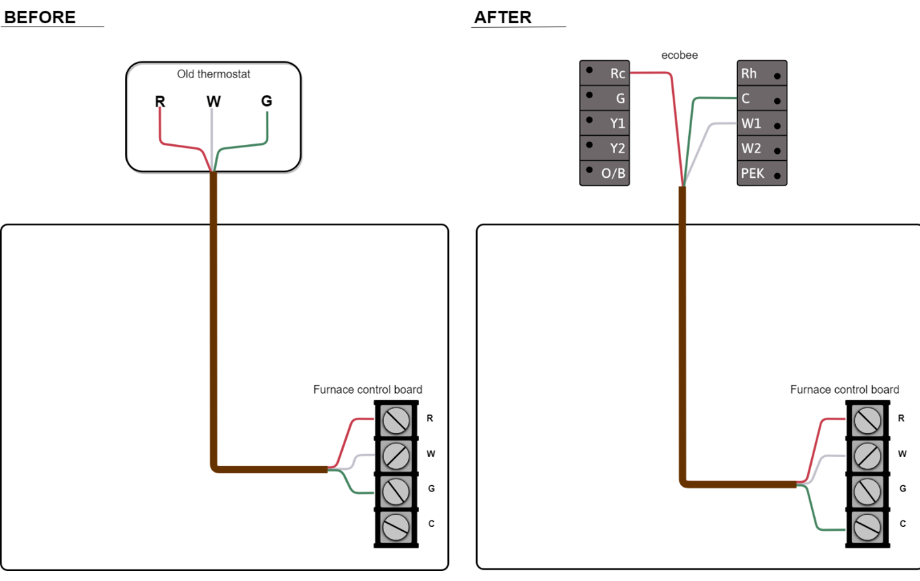 BEFORE
AFTER
Old thermostat
R W G
ecobee
Rc
G
Y1
Y2
O/B
Rh
C
W1
W2
PEK
Furnace control board
R
W
G
C
Furnace control board
R
W
G
C